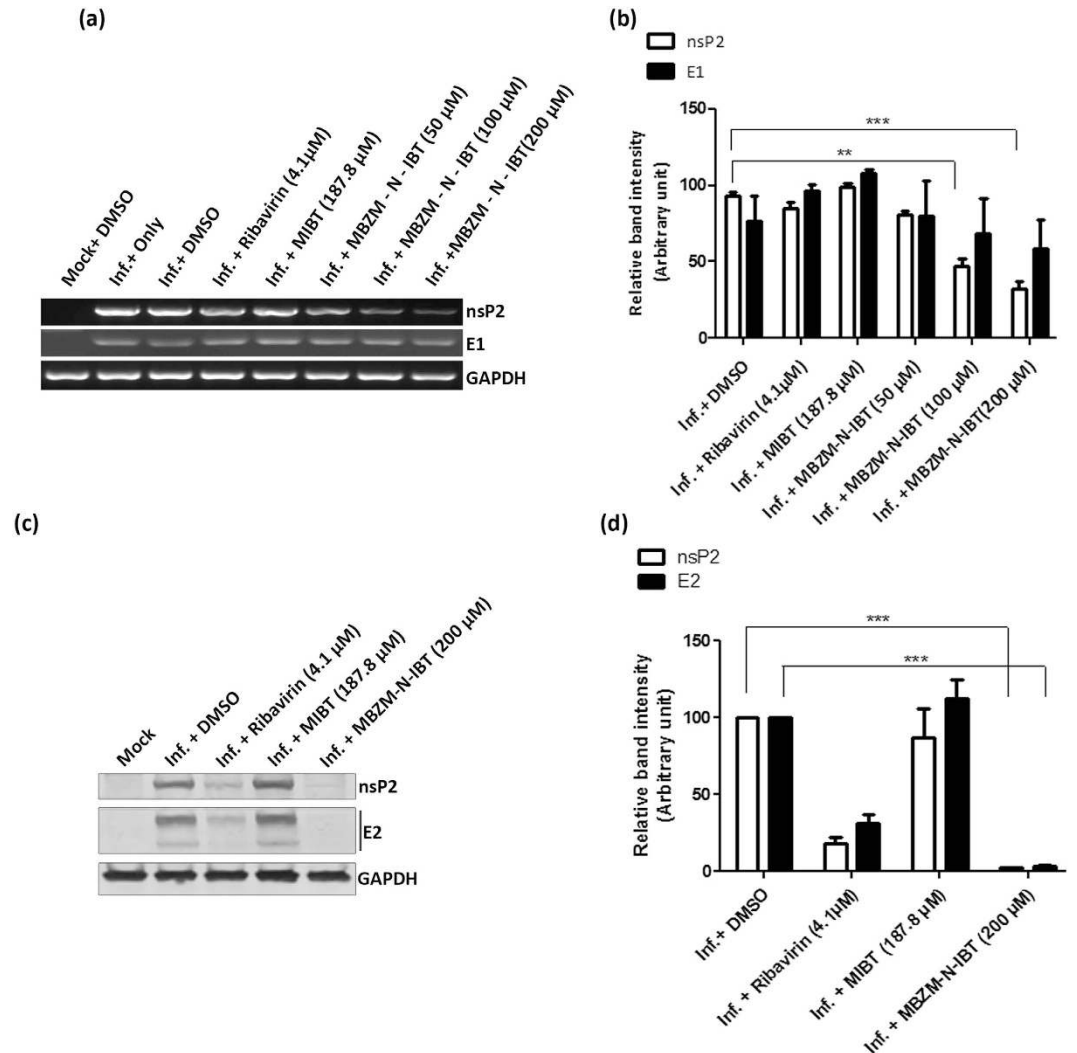 (a)
Mock+ DMSO
Inf.+ Only
Inf.+ DMSO
Inf. + Ribavirin (4.1µM)
Inf. + MIBT (187.8 µM)
Inf. + MBZM - N - IBT (50 µM)
Inf. + MBZM - N - IBT (100 µM)
Inf. +MBZM - N - IBT(200 µM)
nsP2
E1
GAPDH
(b)
nsP2
E1
Relative band intensity
(Arbitrary unit)
150
100
50
0
***
**
Inf.+ DMSO
Inf. + Ribavirin (4.1µM)
Inf. + MIBT (187.8 µM)
Inf. + MBZM-N-IBT (50 µM)
Inf. + MBZM-N-IBT (100 µM)
Inf. + MBZM-N-IBT(200 µM)
(c)
Mock
Inf. + DMSO
Inf. + Ribavirin (4.1 µM)
Inf. + MIBT (187.8 µM)
Inf. + MBZM-N-IBT (200 µM)
nsP2
E2
GAPDH
(d)
nsP2
E2
Relative band intensity
(Arbitrary unit)
150
100
50
0
***
***
Inf.+ DMSO
Inf. + Ribavirin (4.1µM)
Inf. + MIBT (187.8 µM)
Inf. + MBZM-N-IBT (200 µM)